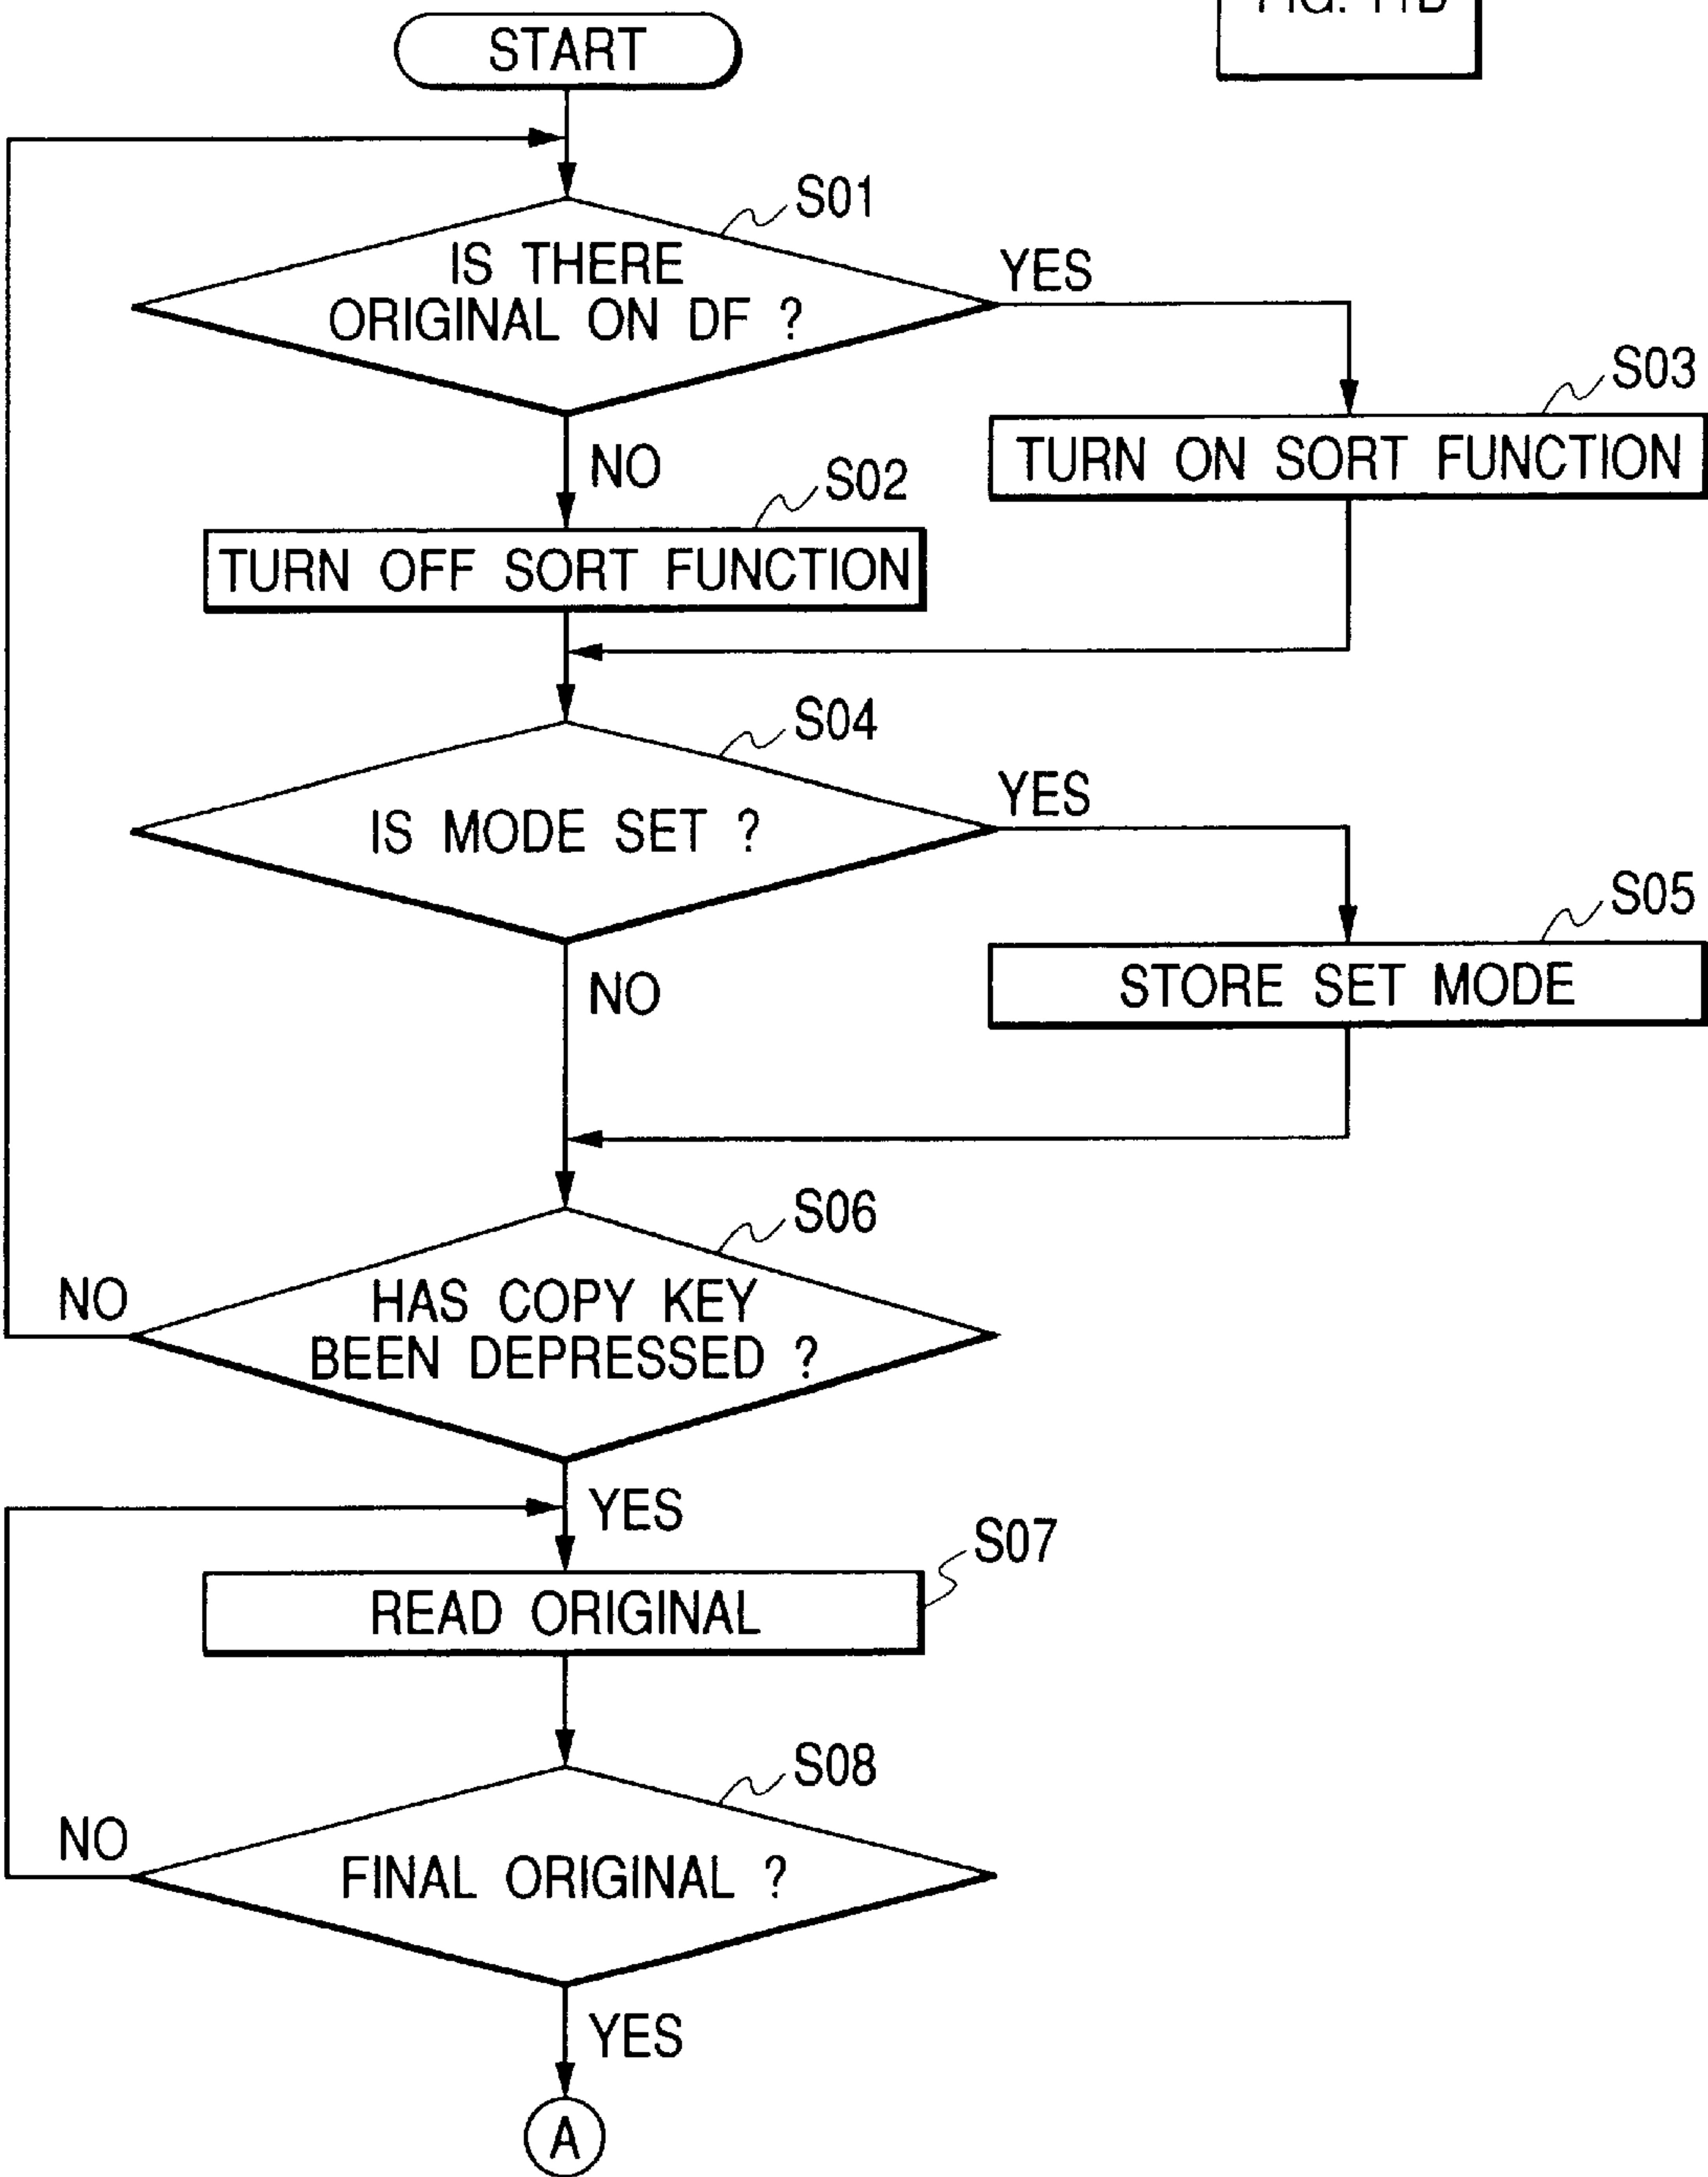 FIG. 11B
START
S01
IS THERE
ORIGINAL ON DF ?
YES
S03
TURN ON SORT FUNCTION
NO
S02
TURN OFF SORT FUNCTION
S04
IS MODE SET ?
YES
S05
STORE SET MODE
NO
S06
HAS COPY KEY
BEEN DEPRESSED ?
NO
YES
S07
READ ORIGINAL
S08
FINAL ORIGINAL ?
NO
YES
A